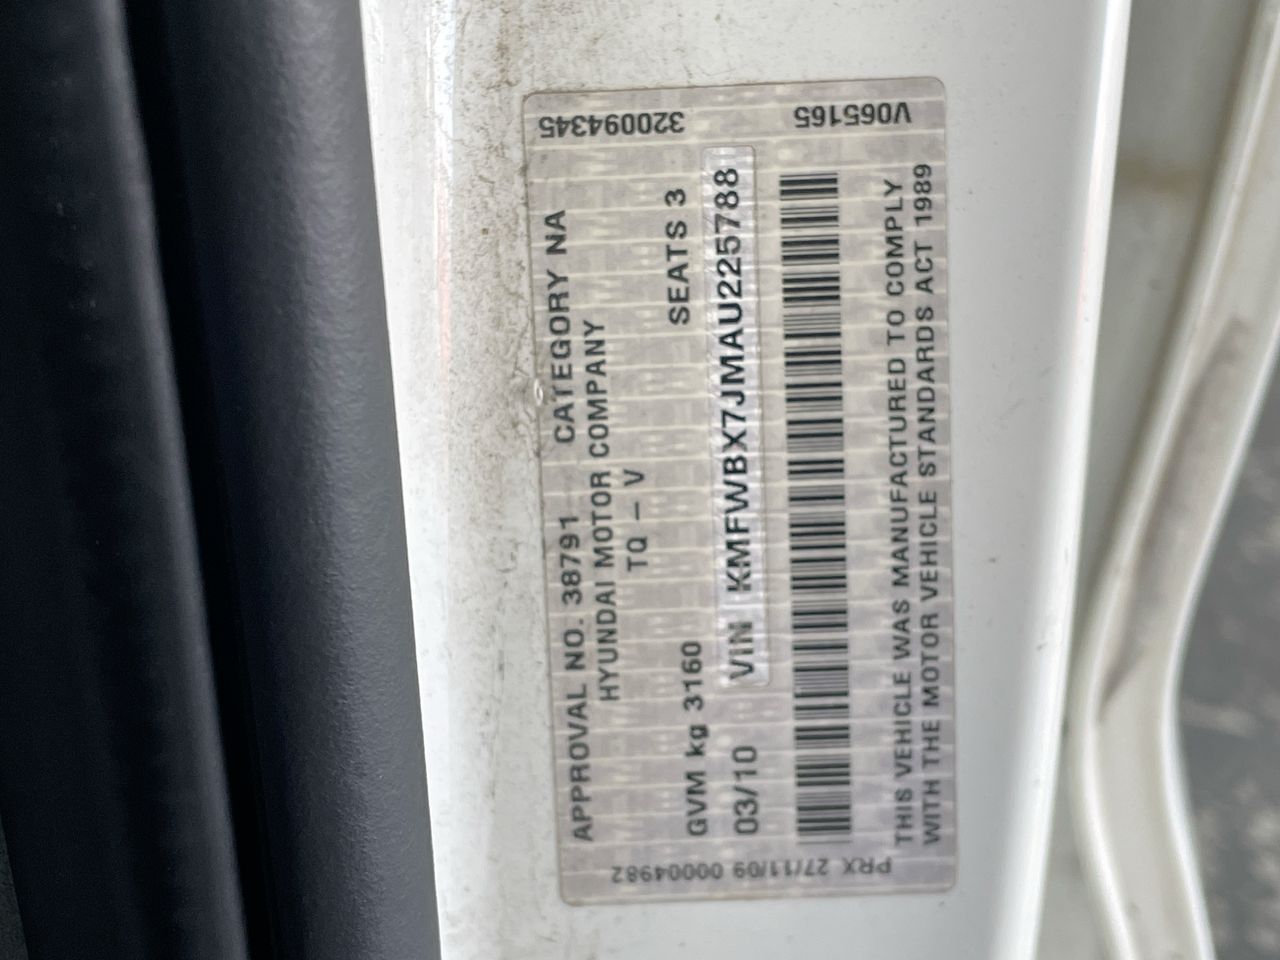 320094345
V065165
APPROVAL NO. 38791 CATEGORY NA
HYUNDAI MOTOR COMPANY
TQ – V
GVM kg 3160 SEATS 3
03/10 VIN KMFWBX7JMAU225788
THIS VEHICLE WAS MANUFACTURED TO COMPLY
WITH THE MOTOR VEHICLE STANDARDS ACT 1989
PRX 27/11/09 00004982